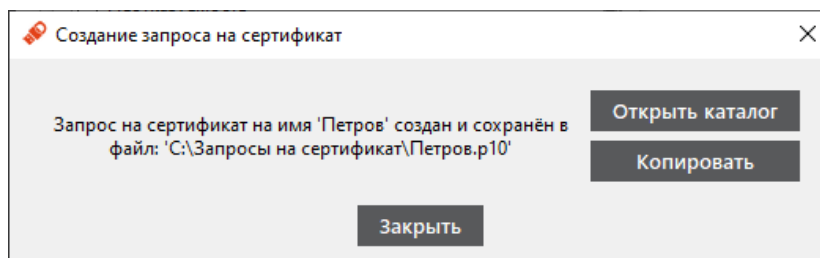 Создание запроса на сертификат
Запрос на сертификат на имя 'Петров' создан и сохранён в
файл: 'C:\Запросы на сертификат\Петров.p10'
Открыть каталог
Копировать
Закрыть